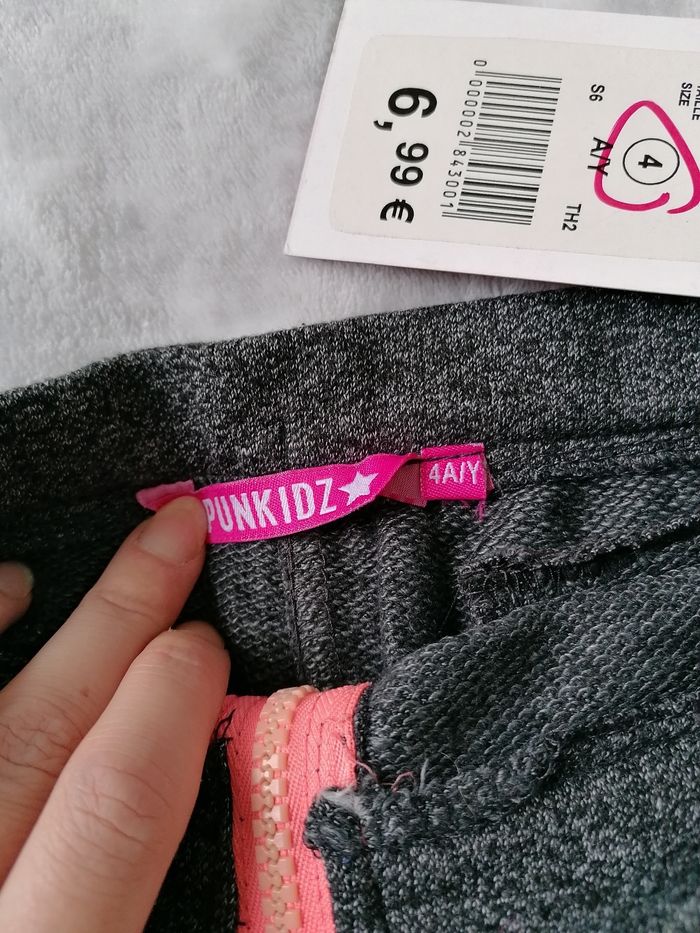 TAILLE
SIZE
4
A/Y
S6
TH2
0 000002 843001
6,99 €
PUNKIDZ
4A/Y